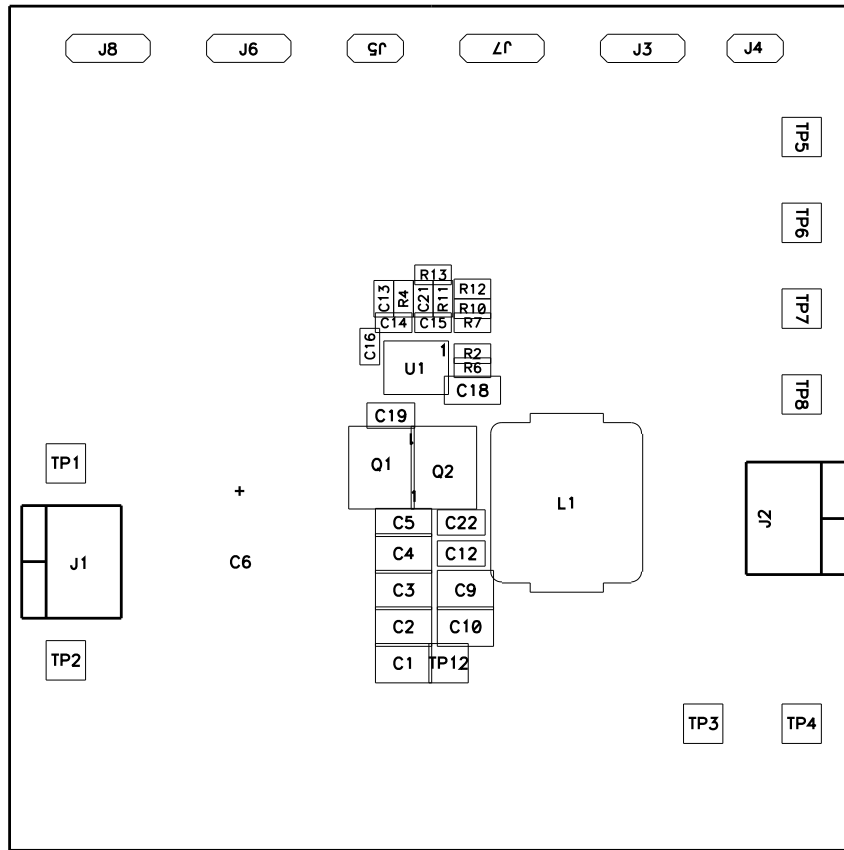 J8 J6 J5 J7 J3 J4
TP5
TP6
R13
C13 R4 C21 R11 R12
R10
C14 C15 R7
TP7
C16
U1 1
R2
R6
C18
TP8
C19
Q1 1 Q2
1
TP1
+
L1
J2
C5 C22
C4 C12
J1
C6
C3 C9
C2 C10
C1 TP12
TP2
TP3 TP4